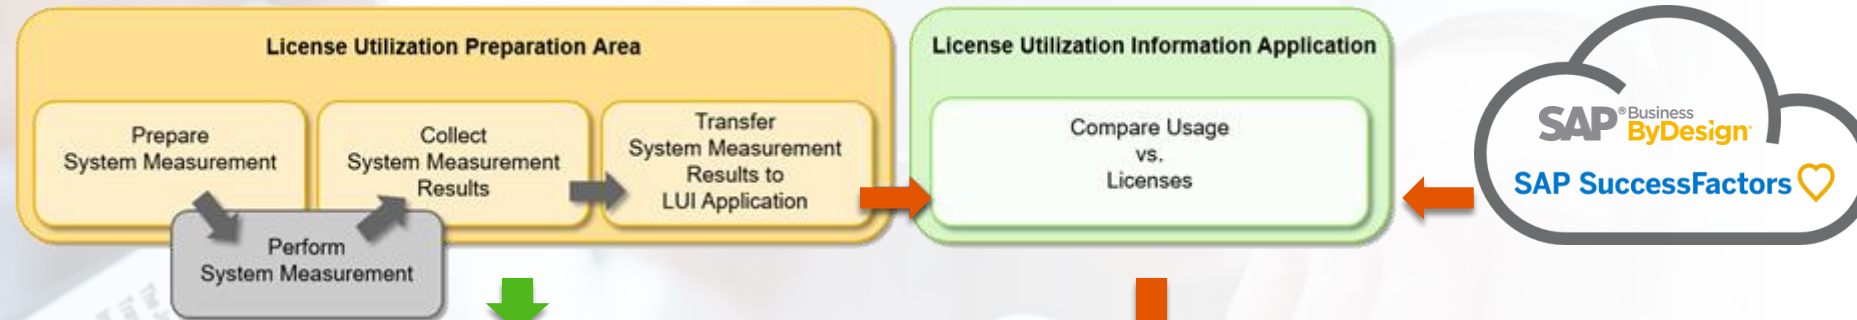 License Utilization Preparation Area
Prepare
System Measurement
Collect
System Measurement
Results
Transfer
System Measurement
Results to
LUI Application
Perform
System Measurement
License Utilization Information Application
Compare Usage
vs.
Licenses
SAP® Business
ByDesign
SAP SuccessFactors